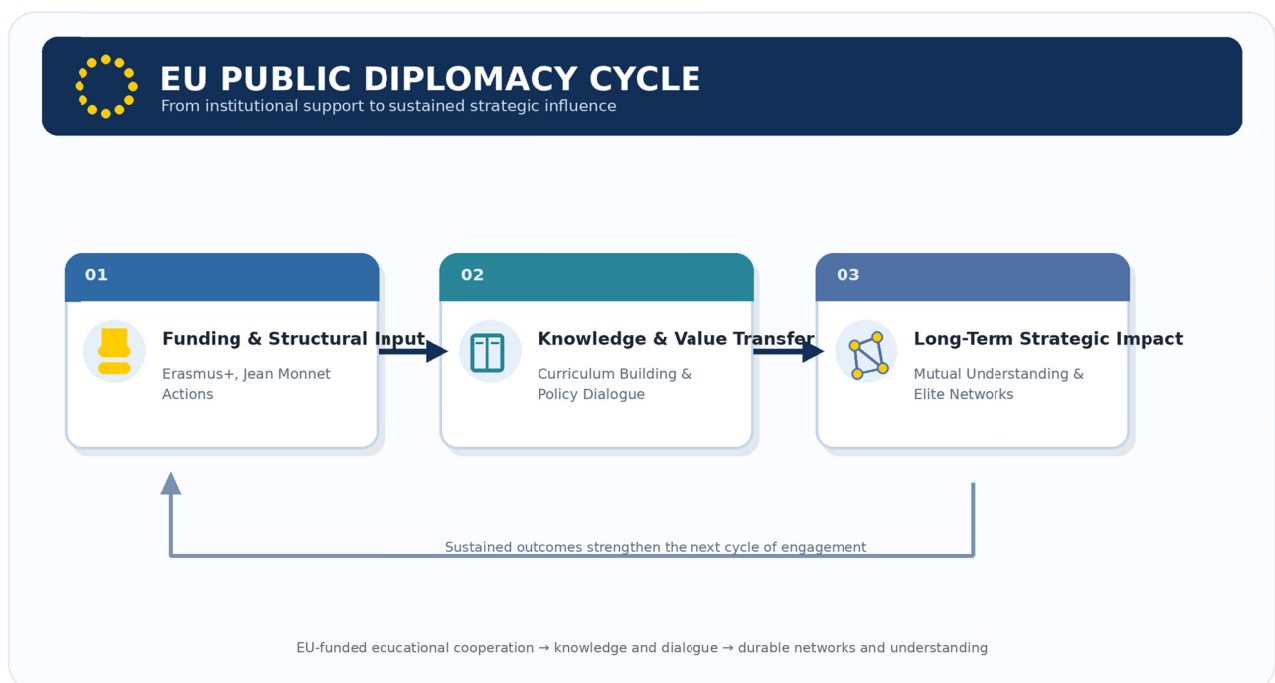 EU PUBLIC DIPLOMACY CYCLE
From institutional support to sustained strategic influence
01
Funding & Structural Input
Erasmus+, Jean Monnet
Actions
02
Knowledge & Value Transfer
Curriculum Building &
Policy Dialogue
03
Long-Term Strategic Impact
Mutual Understanding &
Elite Networks
Sustained outcomes strengthen the next cycle of engagement
EU-funded ecucational cooperation → knowledge and dialogue → durable networks and understanding